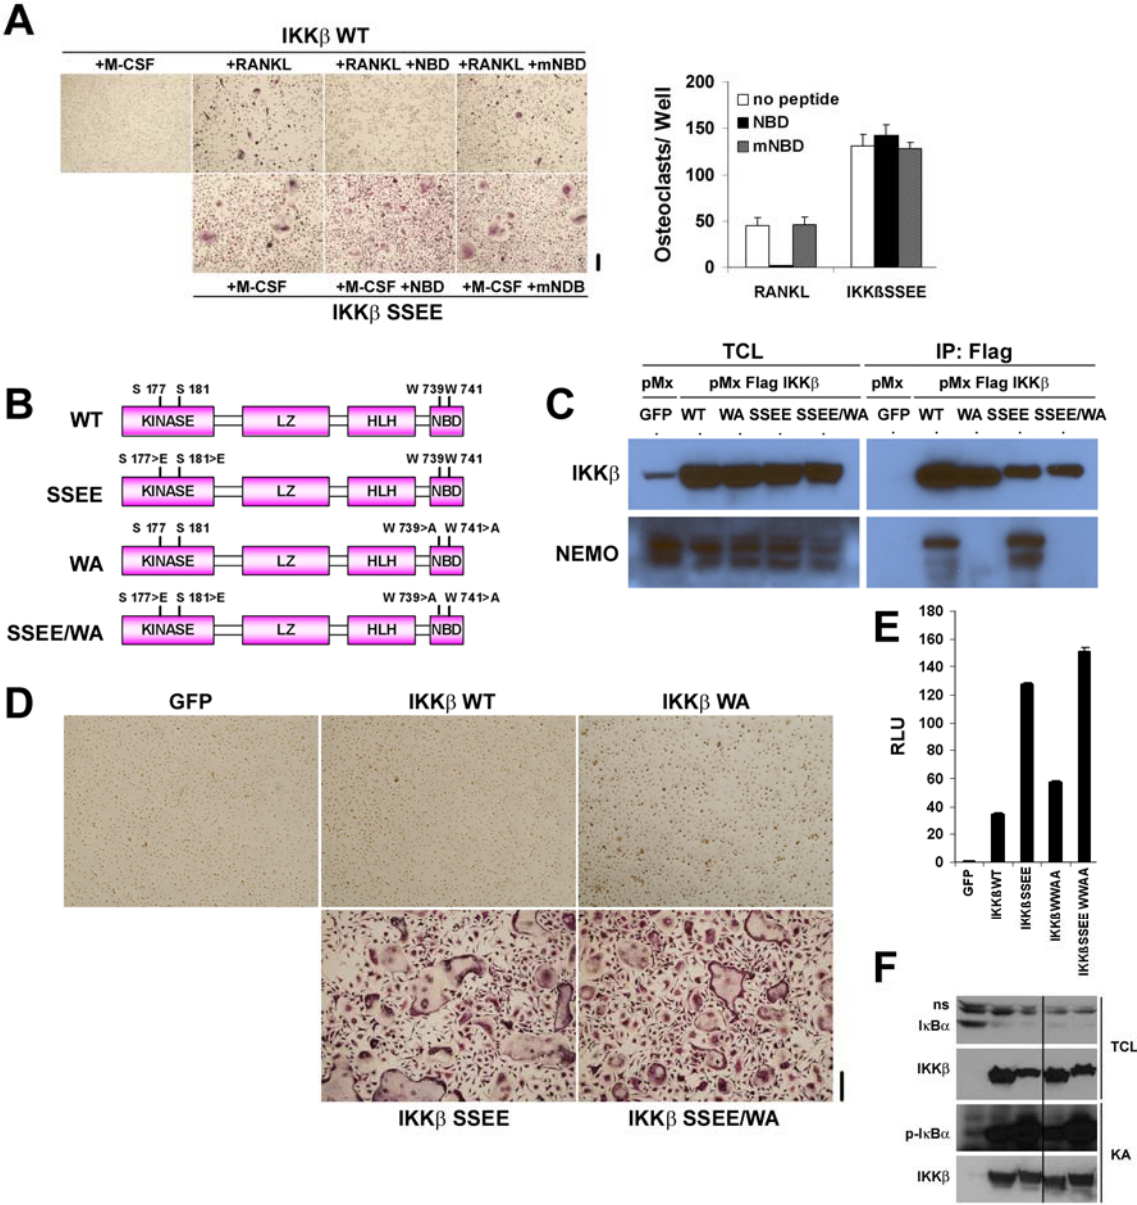 A
IKKβ WT
+M-CSF +RANKL +RANKL +NBD +RANKL +mNBD
+M-CSF +M-CSF +NBD +M-CSF +mNDB
IKKβ SSEE
Osteoclasts/ Well
200
150
100
50
0
no peptide
NBD
mNBD
RANKL IKKßSSEE
B
S 177 S 181 W 739 W 741
WT KINASE LZ HLH NBD
S 177>E S 181>E W 739 W 741
SSEE KINASE LZ HLH NBD
S 177 S 181 W 739>A W 741>A
WA KINASE LZ HLH NBD
S 177>E S 181>E W 739>A W 741>A
SSEE/WA KINASE LZ HLH NBD
C
TCL IP: Flag
pMx pMx Flag IKKβ pMx pMx Flag IKKβ
GFP WT WA SSEE SSEE/WA GFP WT WA SSEE SSEE/WA
IKKβ
NEMO
D
GFP IKKβ WT IKKβ WA
IKKβ SSEE IKKβ SSEE/WA
E
RLU
180
160
140
120
100
80
60
40
20
0
GFP
IKKßWT
IKKßSSEE
IKKßWWAA
IKKßSSEE WWAA
F
ns
IκBα
IKKβ
TCL
p-IκBα
IKKβ
KA